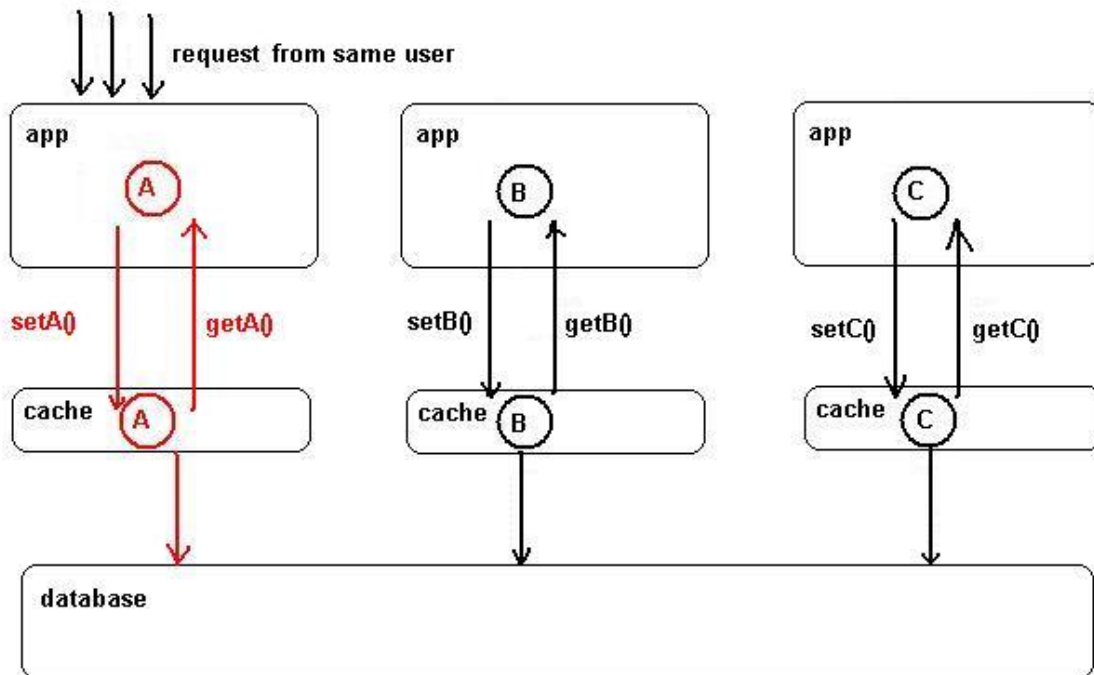 request from same user
app
app
app
A
B
C
setA()
getA()
setB()
getB()
setC()
getC()
cache
A
cache
B
cache
C
database